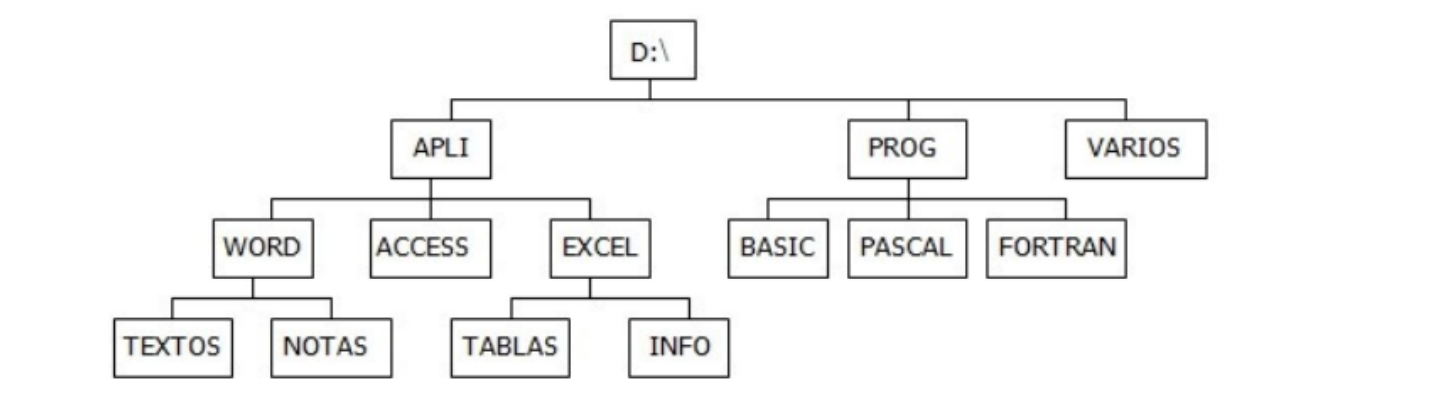 D:\
APLI PROG VARIOS
WORD ACCESS EXCEL BASIC PASCAL FORTRAN
TEXTOS NOTAS TABLAS INFO